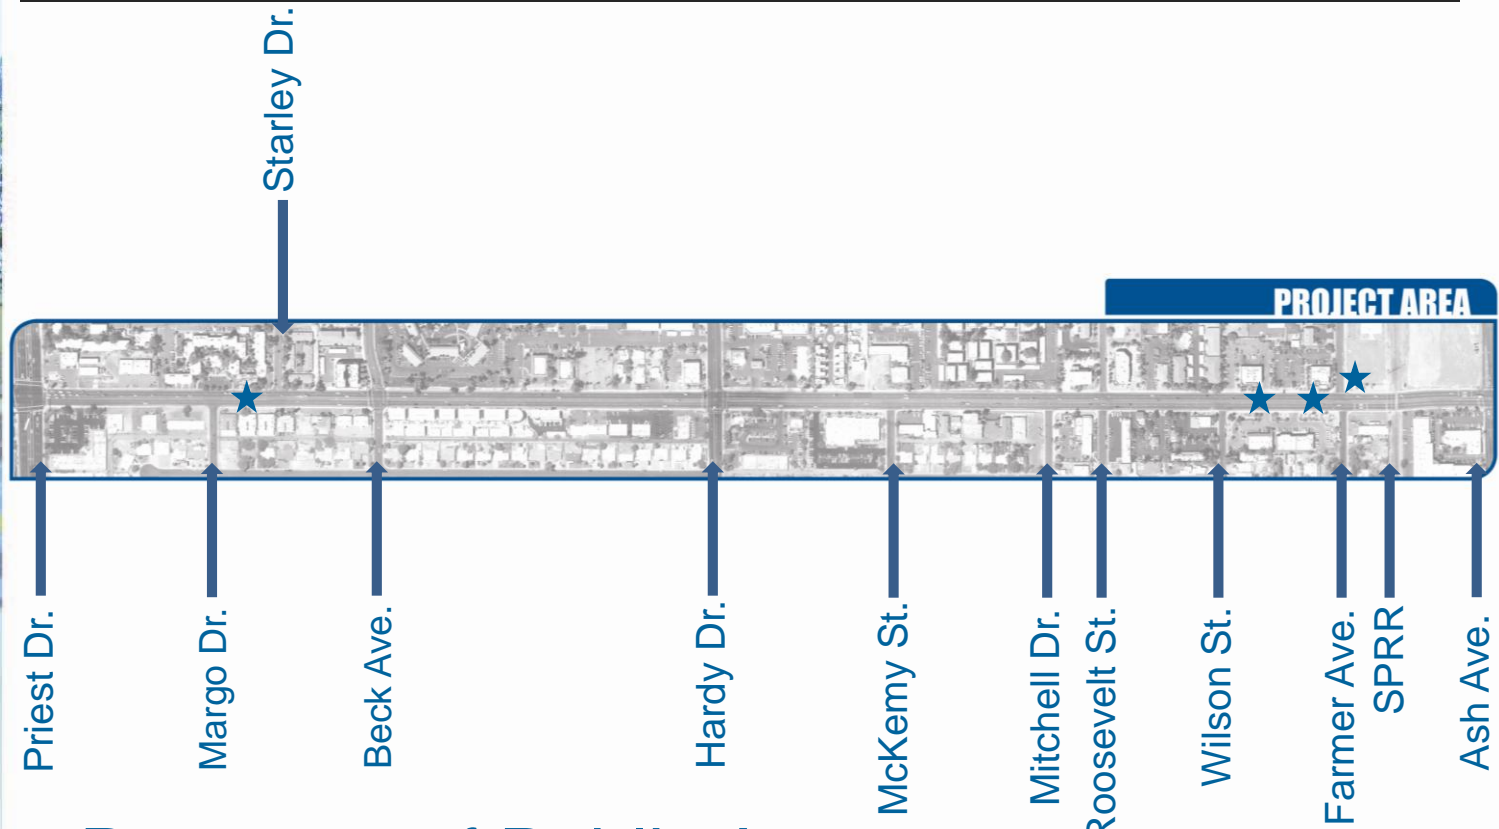 Starley Dr.
PROJECT AREA
Priest Dr.
Margo Dr.
Beck Ave.
Hardy Dr.
McKemy St.
Mitchell Dr.
Roosevelt St.
Wilson St.
Farmer Ave.
SPRR
Ash Ave.